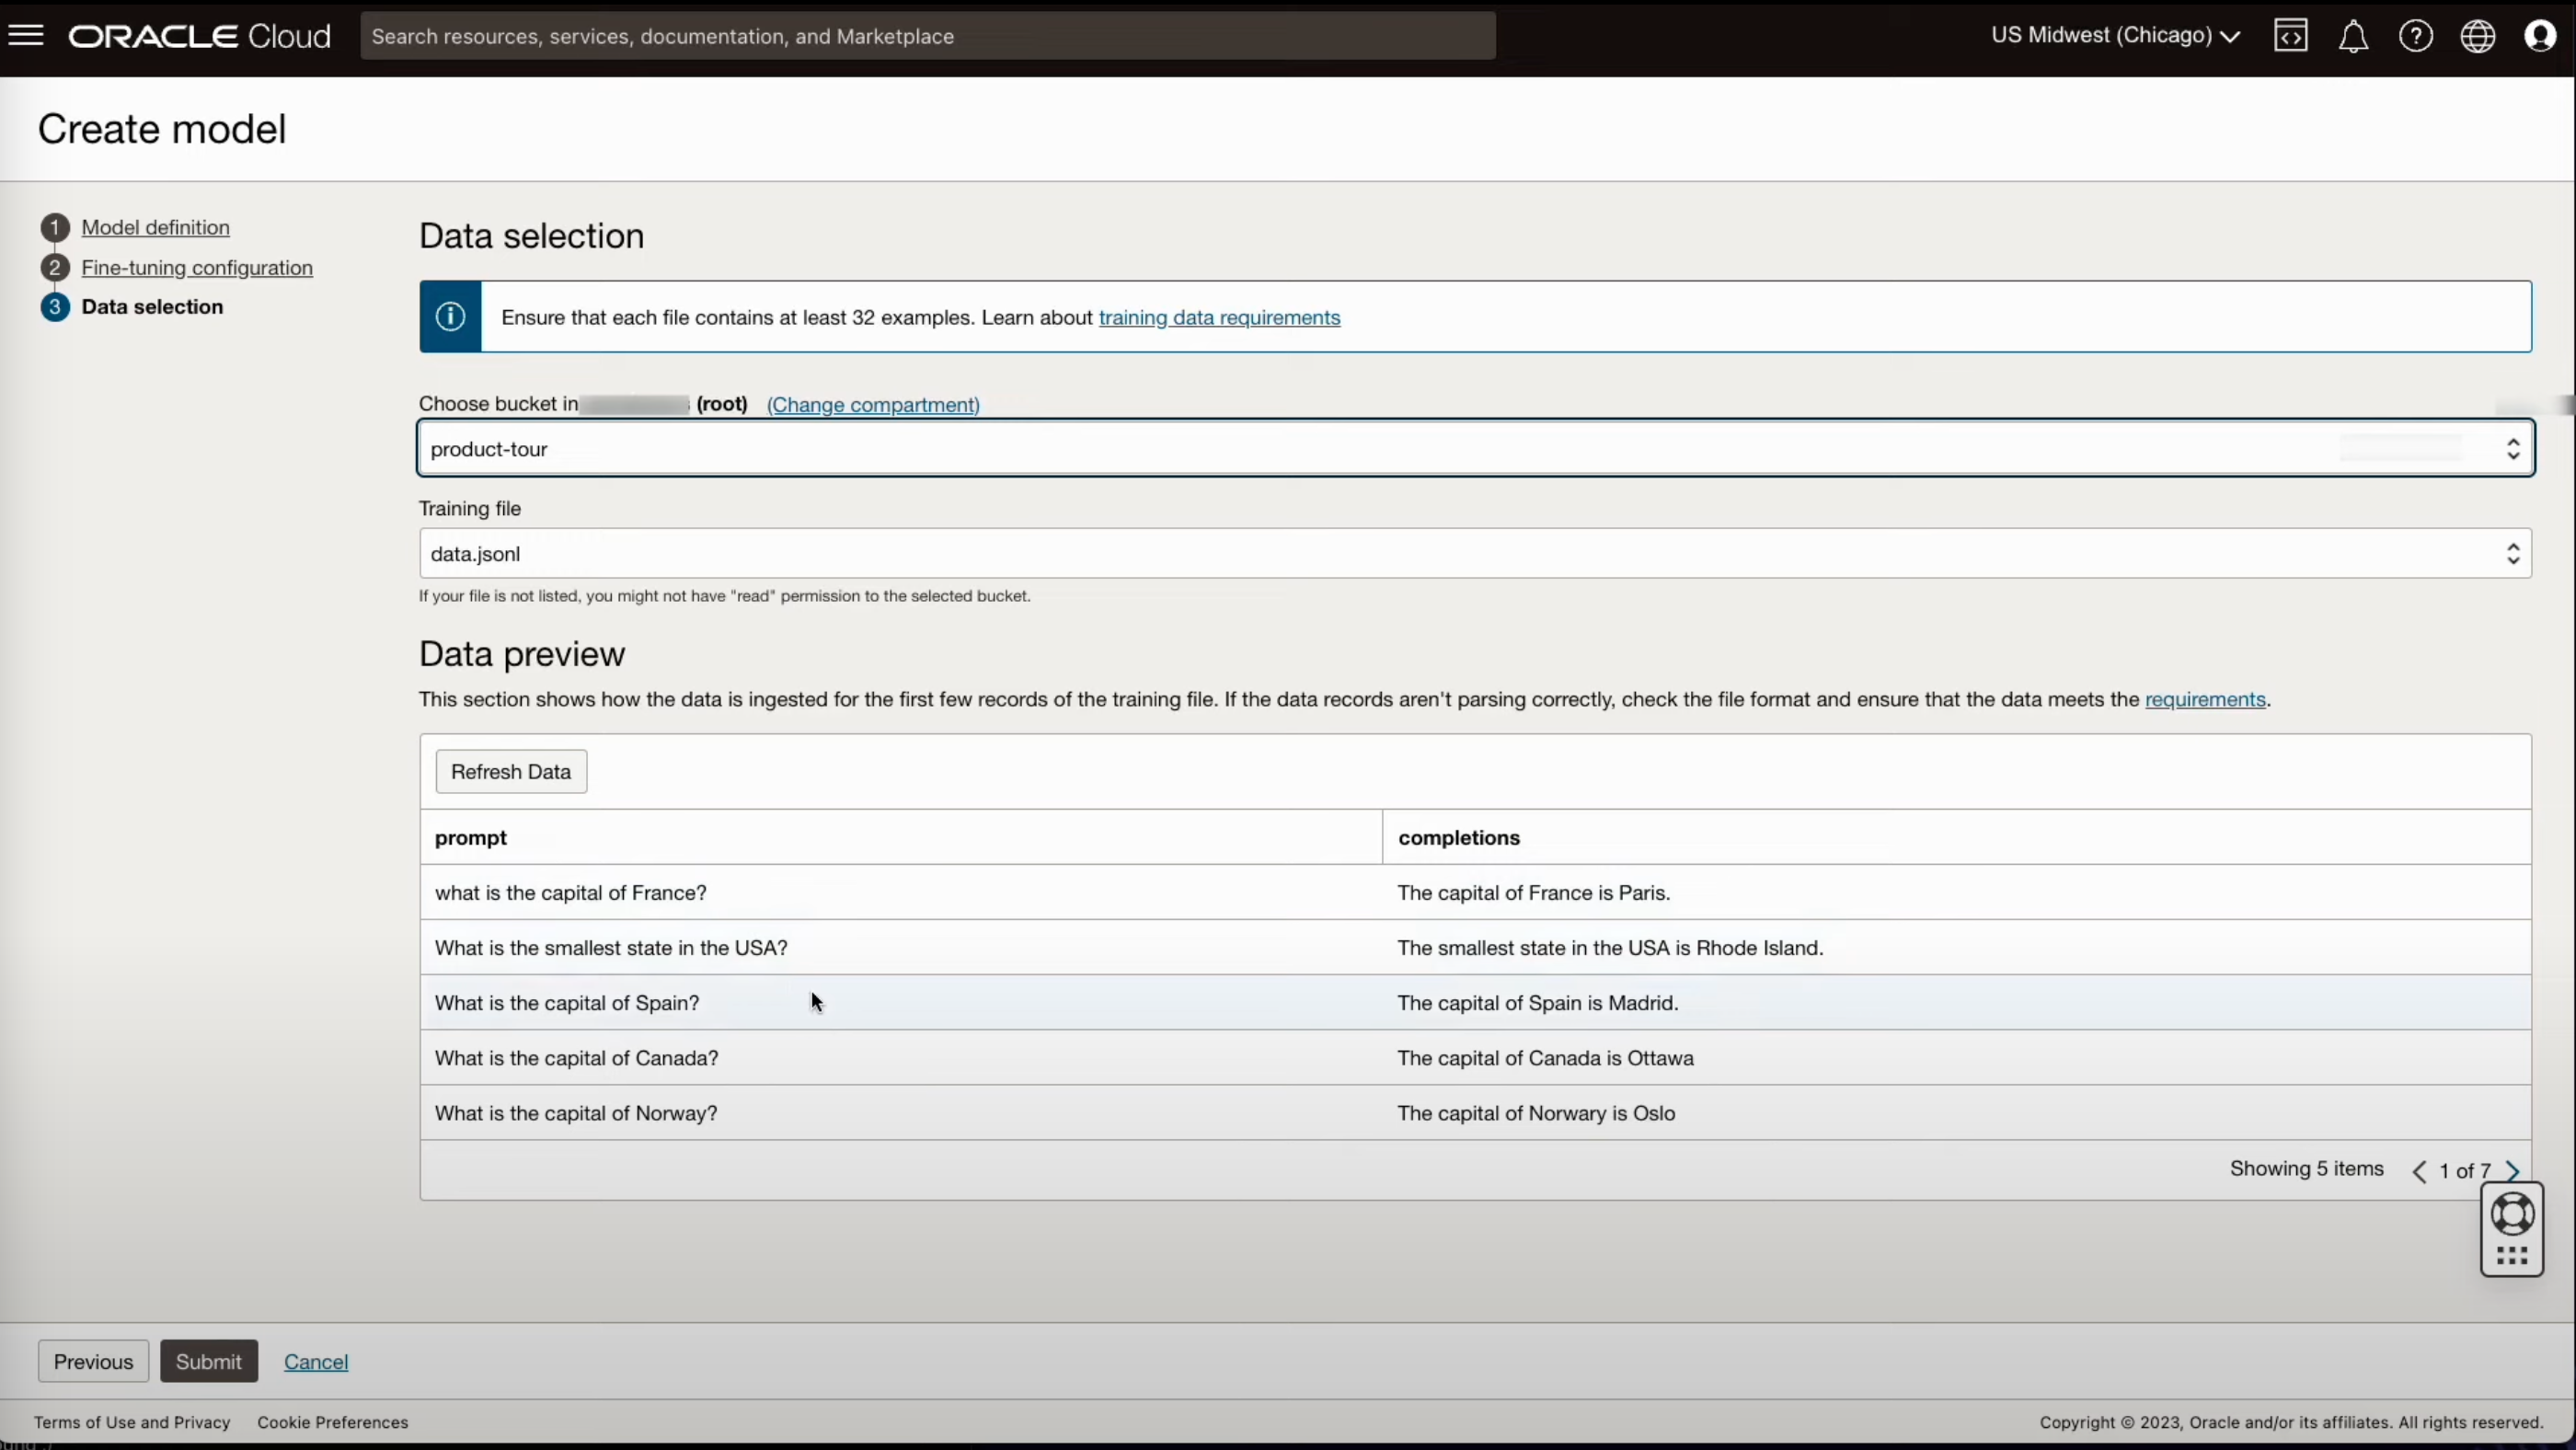 ORACLE Cloud
Search resources, services, documentation, and Marketplace
US Midwest (Chicago)
Create model
1 Model definition
2 Fine-tuning configuration
3 Data selection
Data selection
Ensure that each file contains at least 32 examples. Learn about training data requirements
Choose bucket in (root) (Change compartment)
product-tour
Training file
data.jsonl
If your file is not listed, you might not have "read" permission to the selected bucket.
Data preview
This section shows how the data is ingested for the first few records of the training file. If the data records aren't parsing correctly, check the file format and ensure that the data meets the requirements.
Refresh Data
prompt completions
what is the capital of France? The capital of France is Paris.
What is the smallest state in the USA? The smallest state in the USA is Rhode Island.
What is the capital of Spain? The capital of Spain is Madrid.
What is the capital of Canada? The capital of Canada is Ottawa
What is the capital of Norway? The capital of Norwary is Oslo
Showing 5 items 1 of 7
Previous Submit Cancel
Terms of Use and Privacy Cookie Preferences
Copyright © 2023, Oracle and/or its affiliates. All rights reserved.